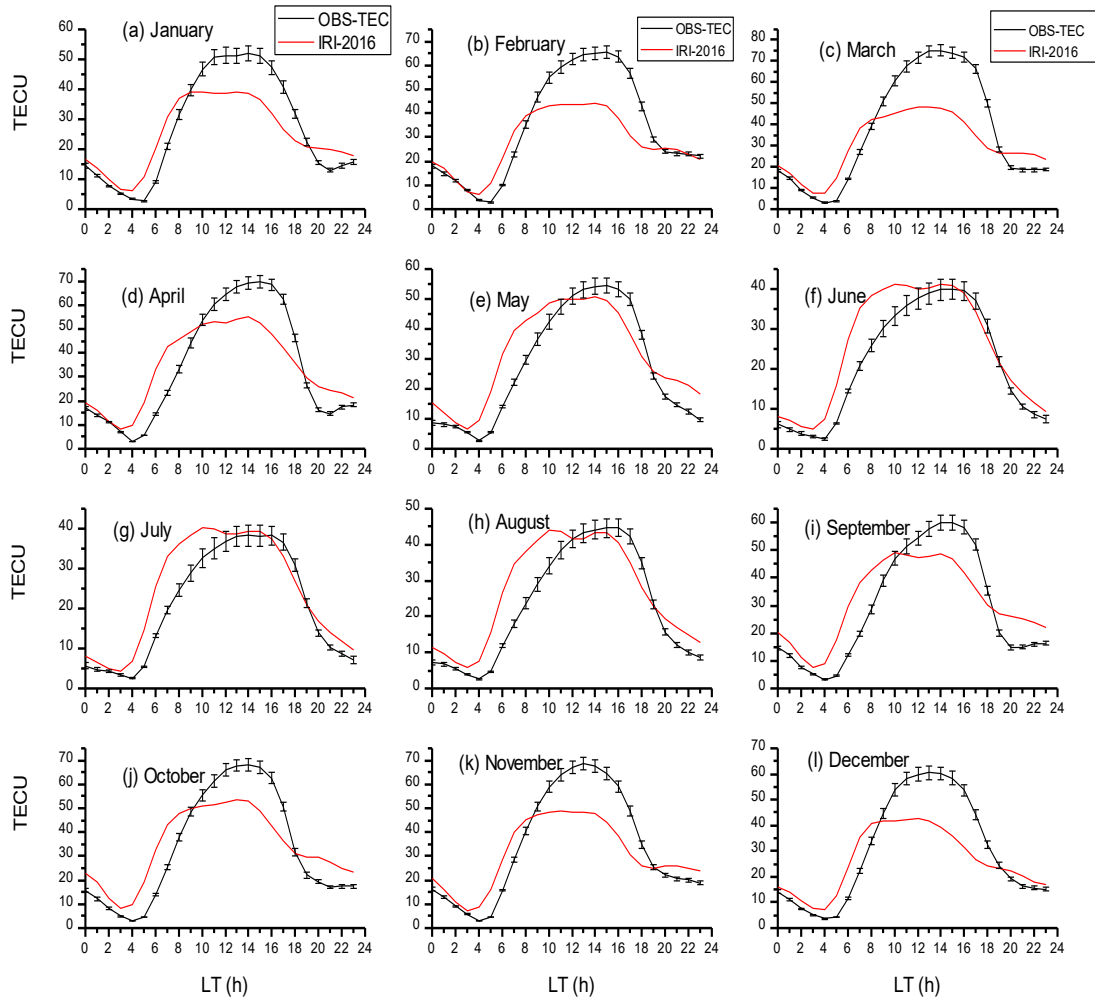 OBS-TEC
IRI-2016
(a) January
TECU
60
50
40
30
20
10
0
0 2 4 6 8 10 12 14 16 18 20 22 24
OBS-TEC
IRI-2016
(b) February
70
60
50
40
30
20
10
0
0 2 4 6 8 10 12 14 16 18 20 22 24
OBS-TEC
IRI-2016
(c) March
80
70
60
50
40
30
20
10
0
0 2 4 6 8 10 12 14 16 18 20 22 24
(d) April
TECU
70
60
50
40
30
20
10
0
0 2 4 6 8 10 12 14 16 18 20 22 24
(e) May
60
50
40
30
20
10
0
0 2 4 6 8 10 12 14 16 18 20 22 24
(f) June
40
30
20
10
0
0 2 4 6 8 10 12 14 16 18 20 22 24
(g) July
TECU
40
30
20
10
0
0 2 4 6 8 10 12 14 16 18 20 22 24
(h) August
50
40
30
20
10
0
0 2 4 6 8 10 12 14 16 18 20 22 24
(i) September
60
50
40
30
20
10
0
0 2 4 6 8 10 12 14 16 18 20 22 24
(j) October
TECU
70
60
50
40
30
20
10
0
0 2 4 6 8 10 12 14 16 18 20 22 24
LT (h)
(k) November
70
60
50
40
30
20
10
0
0 2 4 6 8 10 12 14 16 18 20 22 24
LT (h)
(l) December
70
60
50
40
30
20
10
0
0 2 4 6 8 10 12 14 16 18 20 22 24
LT (h)